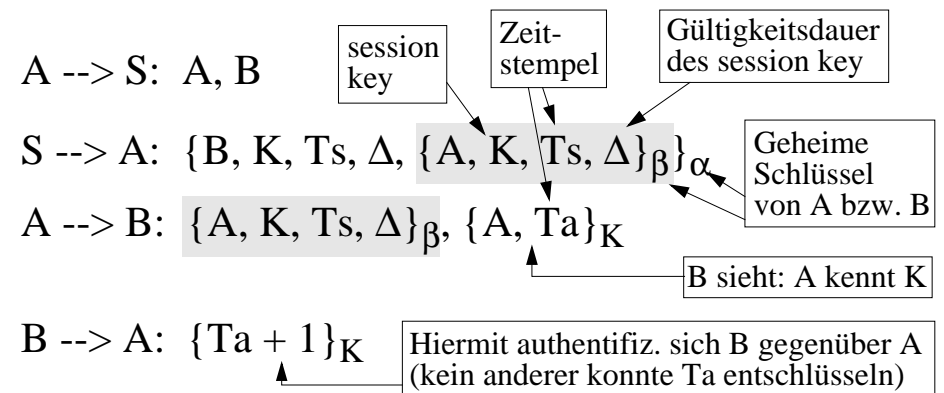 session
key
Zeit-
stempel
Gültigkeitsdauer
des session key
A --> S: A, B
S --> A: {B, K, Ts, Δ, {A, K, Ts, Δ}β}α
Geheime
Schlüssel
von A bzw. B
A --> B: {A, K, Ts, Δ}β, {A, Ta}K
B sieht: A kennt K
B --> A: {Ta + 1}K
Hiermit authentifiz. sich B gegenüber A
(kein anderer konnte Ta entschlüsseln)